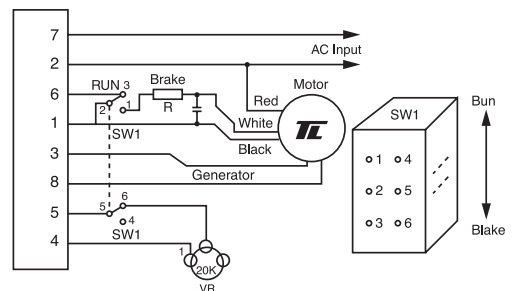 7
AC Input
2
RUN 3 Brake Motor
6
2 1 R Red
White
1 SW1
Black
3
Generator
8
6
5 5
4
SW1
4 1
20K
VR
TL
SW1
1 4
2 5
3 6
Bun
Blake